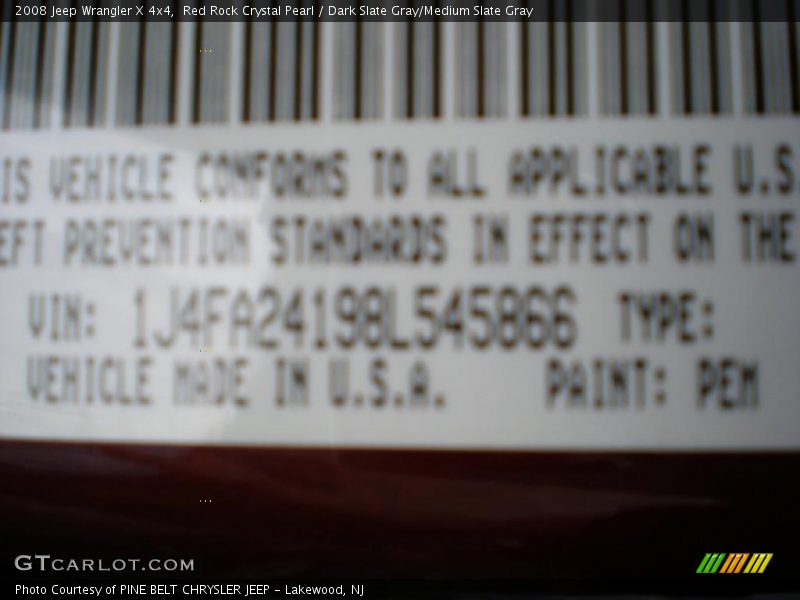 2008 Jeep Wrangler X 4x4, Red Rock Crystal Pearl / Dark Slate Gray/Medium Slate Gray
IS VEHICLE CONFORMS TO ALL APPLICABLE U.S
EFT PREVENTION STANDARDS IN EFFECT ON THE
VIN: 1J4FA24198L545866 TYPE:
VEHICLE MADE IN U.S.A. PAINT: PEM
GTCARLOT.COM
Photo Courtesy of PINE BELT CHRYSLER JEEP - Lakewood, NJ